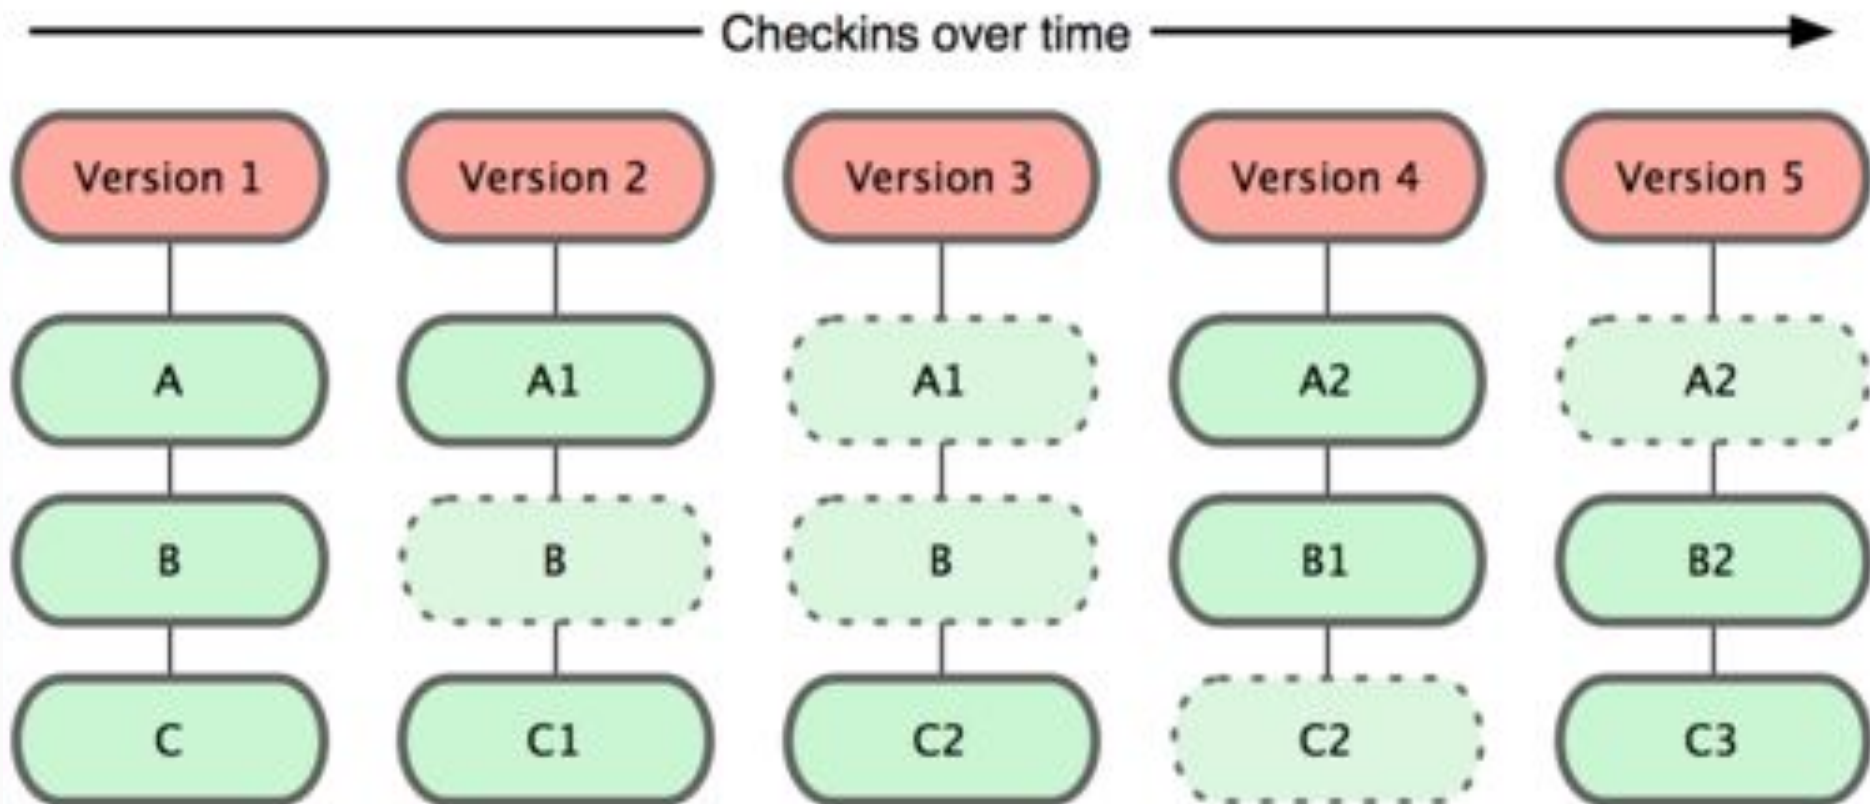 Checkins over time
Version 1 Version 2 Version 3 Version 4 Version 5
A A1 A1 A2 A2
B B B B1 B2
C C1 C2 C2 C3